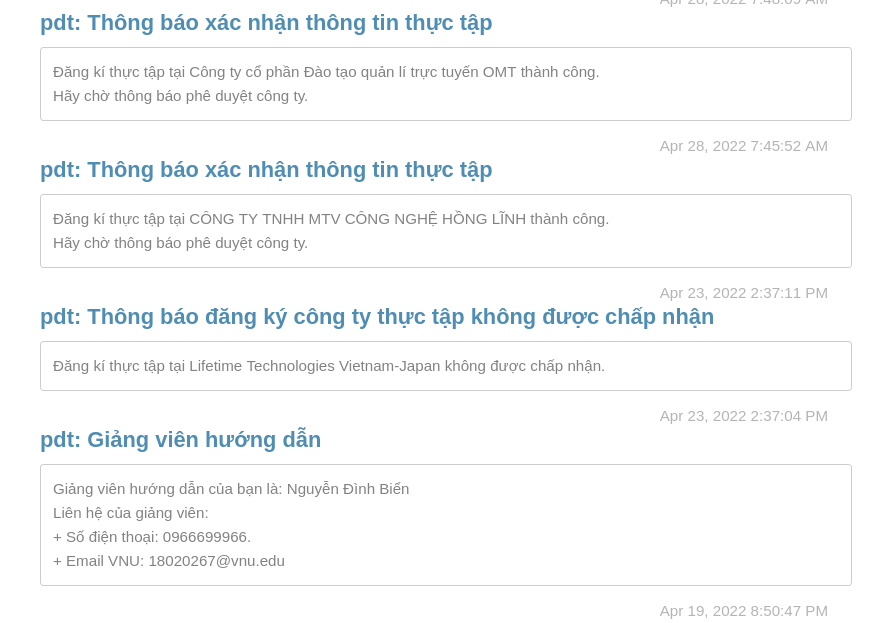 Apr 28, 2022 7:48:09 AM
pdt: Thông báo xác nhận thông tin thực tập
Đăng kí thực tập tại Công ty cổ phần Đào tạo quản lí trực tuyến OMT thành công.
Hãy chờ thông báo phê duyệt công ty.
Apr 28, 2022 7:45:52 AM
pdt: Thông báo xác nhận thông tin thực tập
Đăng kí thực tập tại CÔNG TY TNHH MTV CÔNG NGHỆ HỒNG LĨNH thành công.
Hãy chờ thông báo phê duyệt công ty.
Apr 23, 2022 2:37:11 PM
pdt: Thông báo đăng ký công ty thực tập không được chấp nhận
Đăng kí thực tập tại Lifetime Technologies Vietnam-Japan không được chấp nhận.
Apr 23, 2022 2:37:04 PM
pdt: Giảng viên hướng dẫn
Giảng viên hướng dẫn của bạn là: Nguyễn Đình Biển
Liên hệ của giảng viên:
+ Số điện thoại: 0966699966.
+ Email VNU: 18020267@vnu.edu
Apr 19, 2022 8:50:47 PM